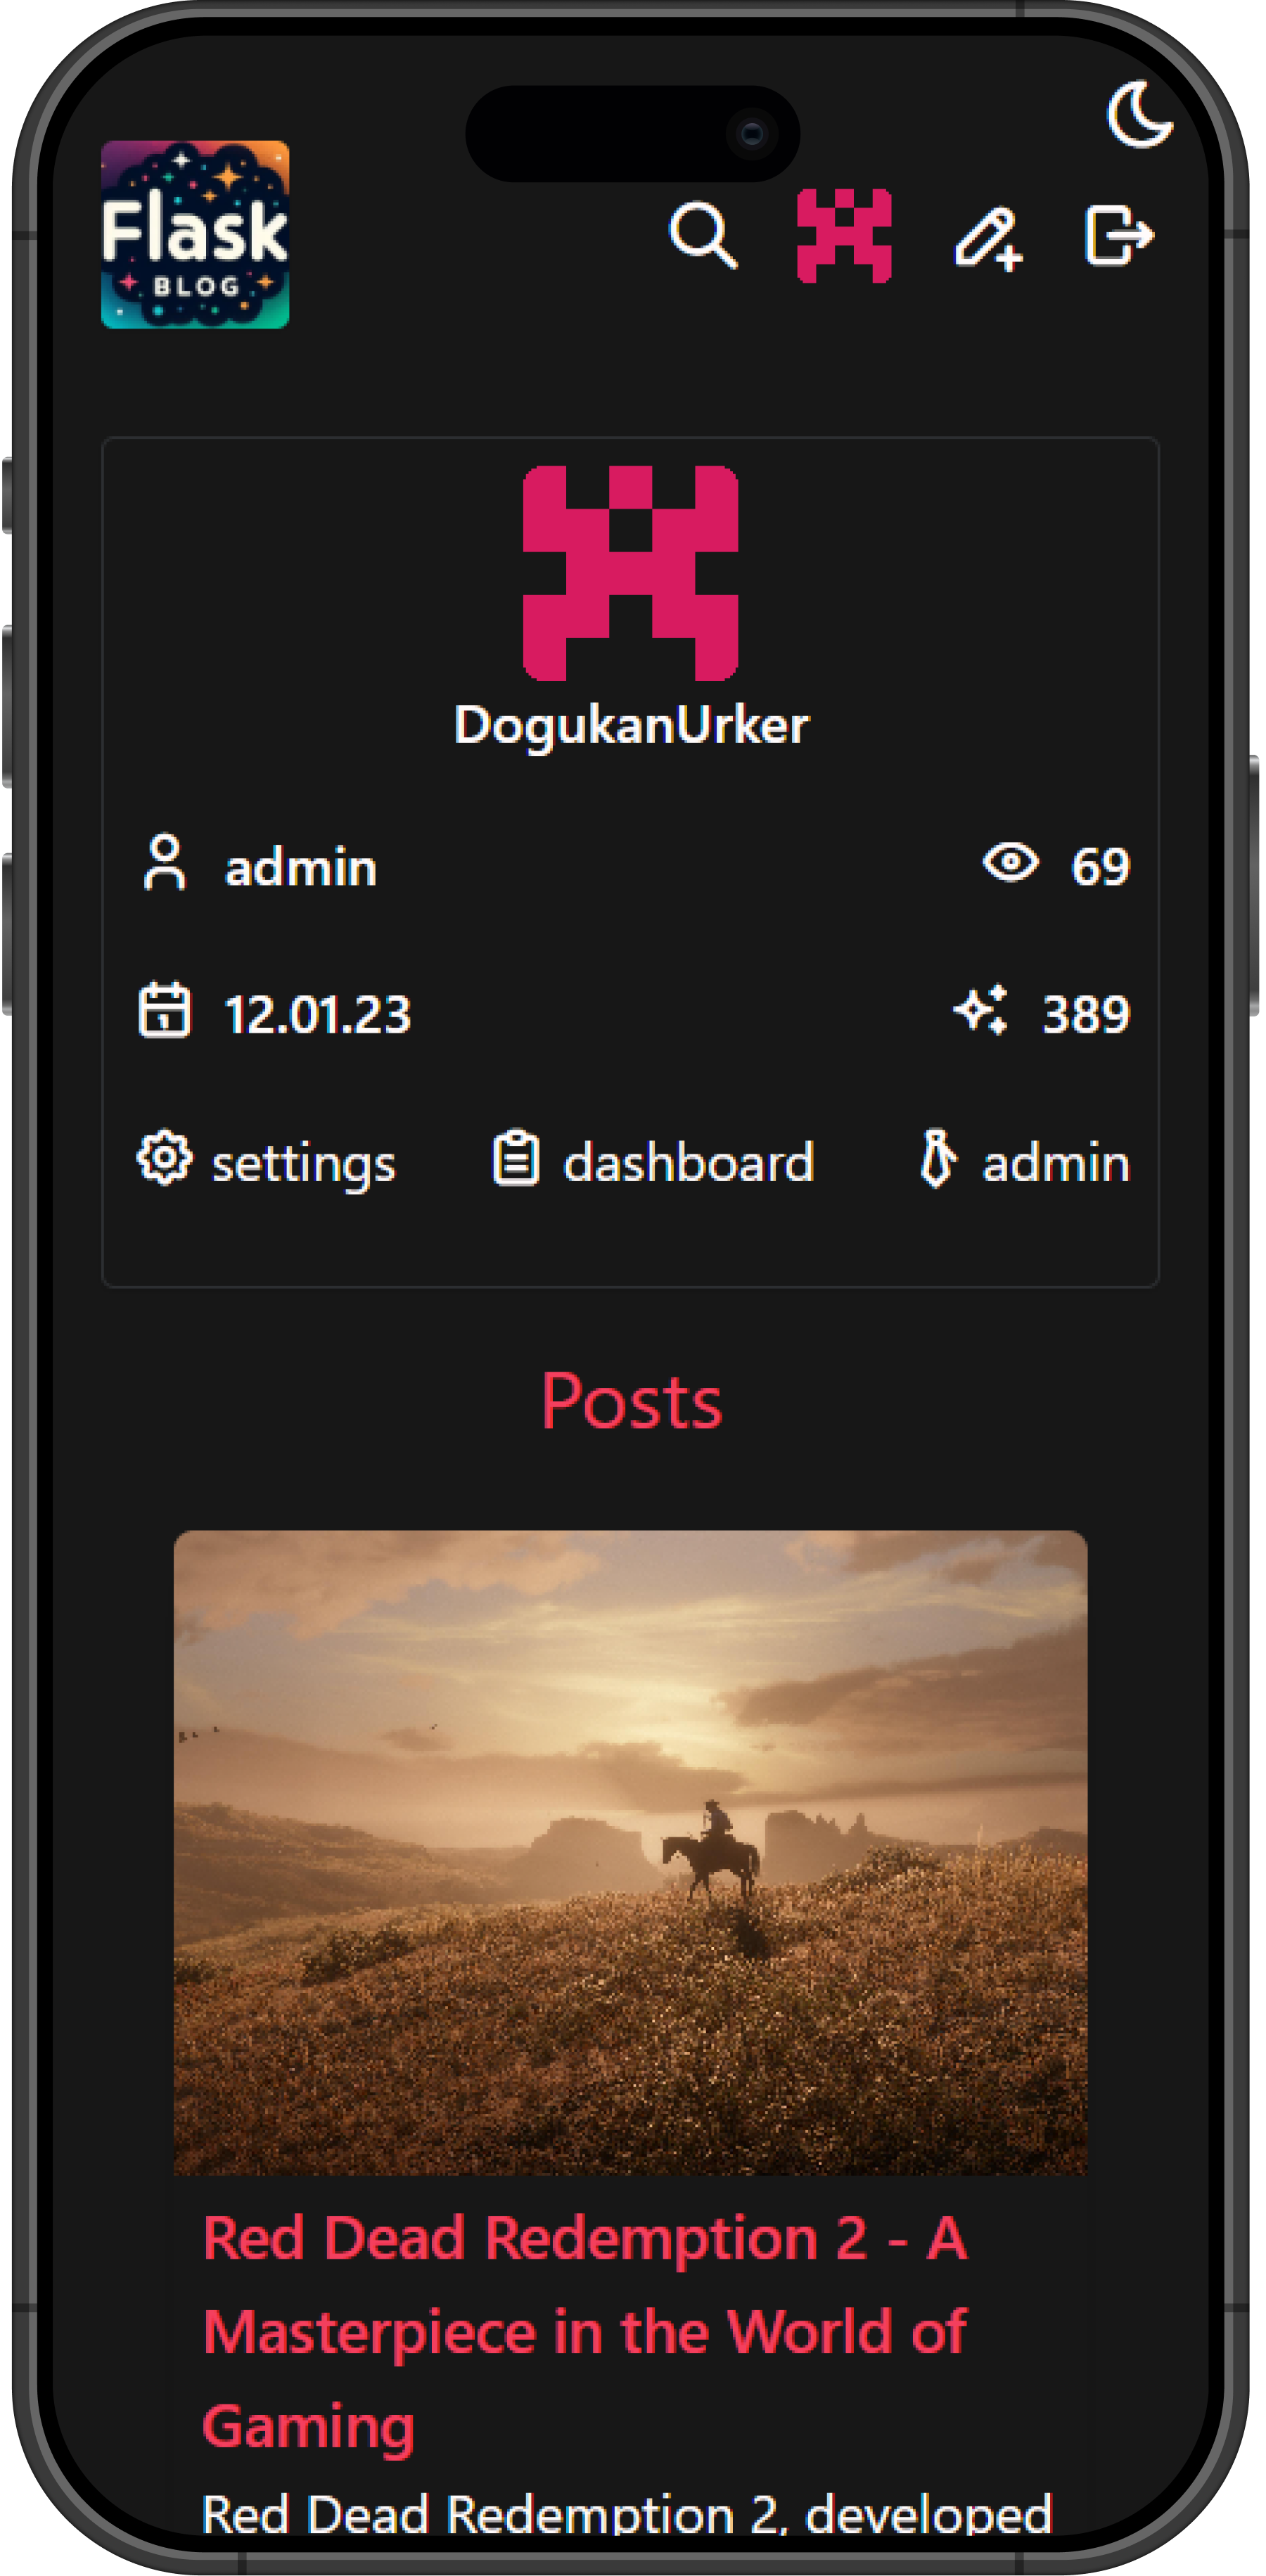 Flask
BLOG
DogukanUrker
admin
69
12.01.23
389
settings
dashboard
admin
Posts
Red Dead Redemption 2 - A
Masterpiece in the World of
Gaming
Red Dead Redemption 2, developed